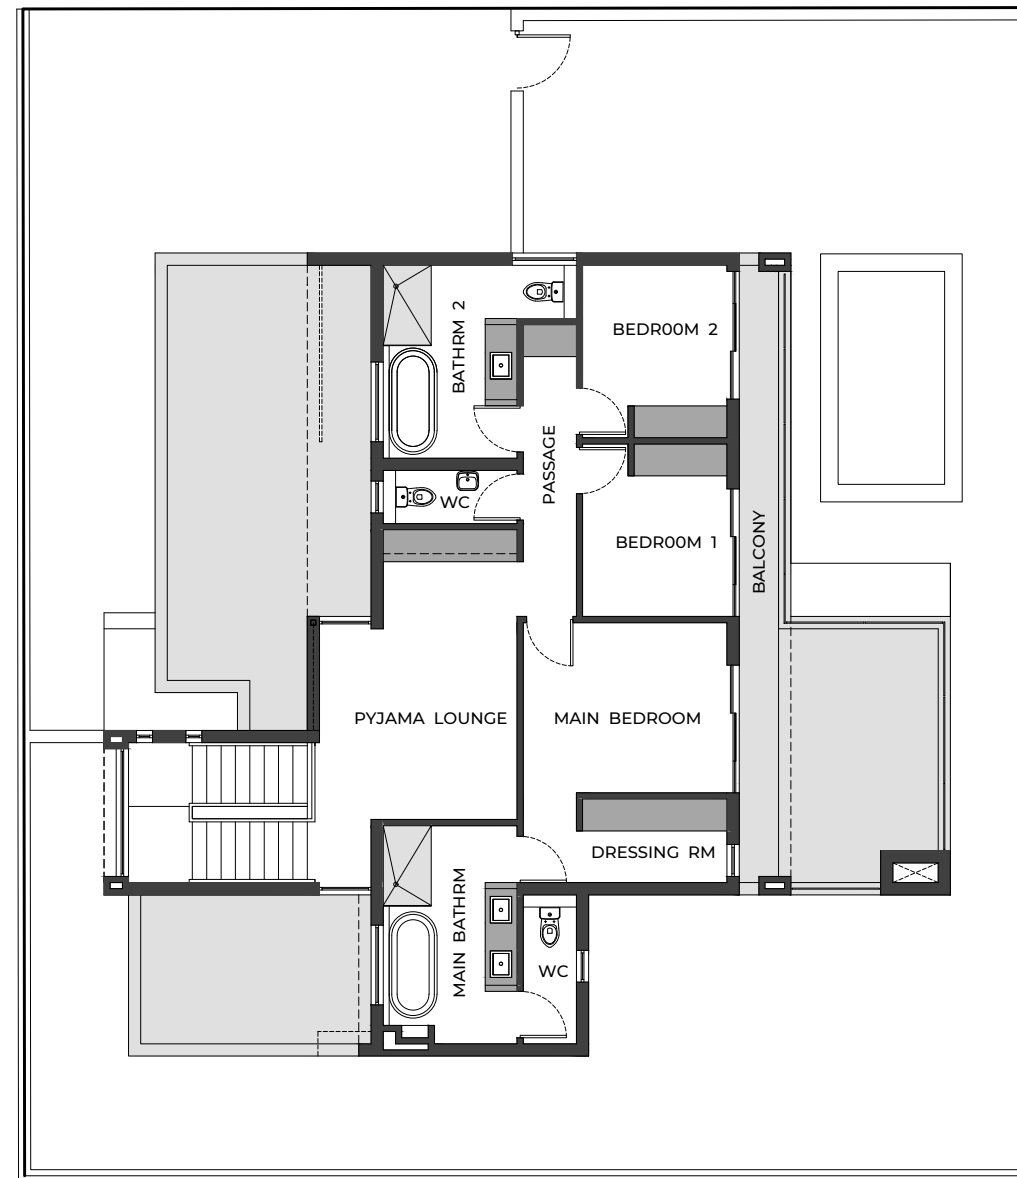 BATHRM 2
BEDR00M 2
PASSAGE
WC
BEDR00M 1
BALCONY
PYJAMA LOUNGE
MAIN BEDROOM
DRESSING RM
MAIN BATHRM
WC